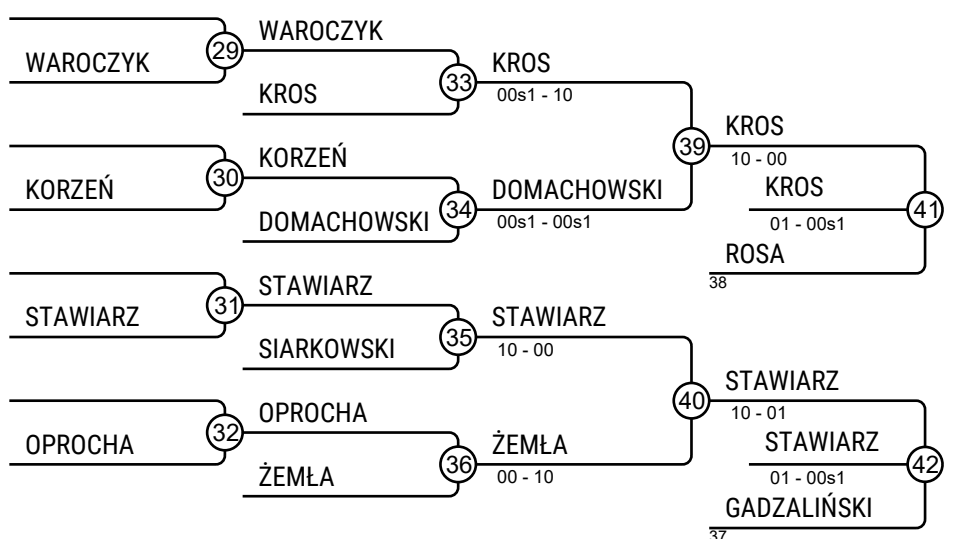 WAROCZYK
29
WAROCZYK
KROS
33
KROS
00s1 - 10
KORZEŃ
30
KORZEŃ
DOMACHOWSKI
34
DOMACHOWSKI
00s1 - 00s1
39
KROS
10 - 00
KROS
01 - 00s1
41
ROSA
38
STAWIARZ
31
STAWIARZ
SIARKOWSKI
35
STAWIARZ
10 - 00
OPROCHA
32
OPROCHA
ŻEMŁA
36
ŻEMŁA
00 - 10
40
STAWIARZ
10 - 01
STAWIARZ
01 - 00s1
42
GADZALIŃSKI
37